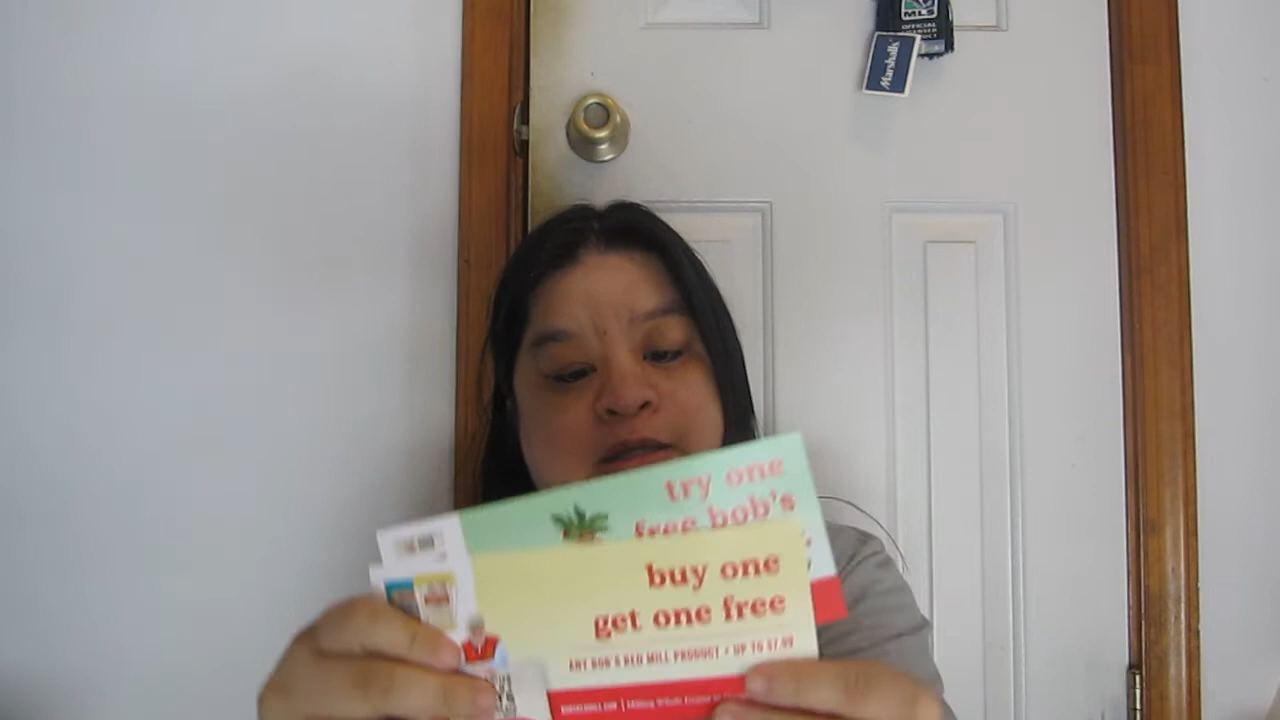 MLS
OFFICIAL
Marshalls
try one
free bob's
buy one
get one free
ANY BOB'S RED MILL PRODUCT • UP TO $7.99